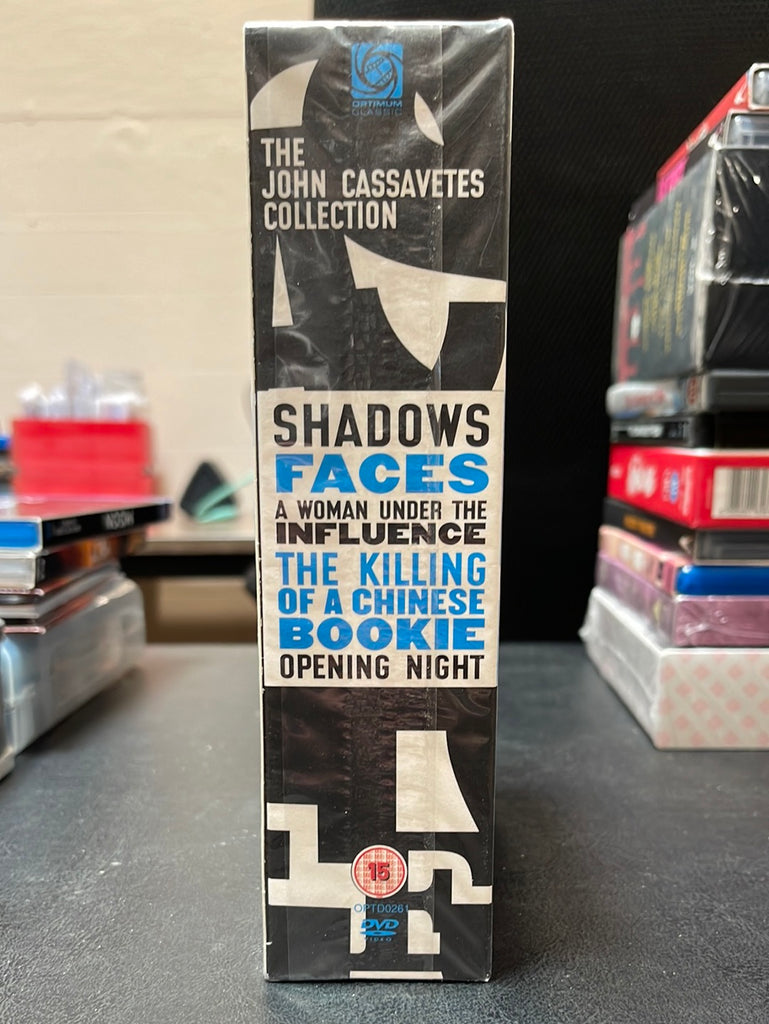 OPTIMUM
CLASSIC
THE
JOHN CASSAVETES
COLLECTION
SHADOWS
FACES
A WOMAN UNDER THE
INFLUENCE
THE KILLING
OF A CHINESE
BOOKIE
OPENING NIGHT
15
OPTD0261
DVD
VIDEO
NOON